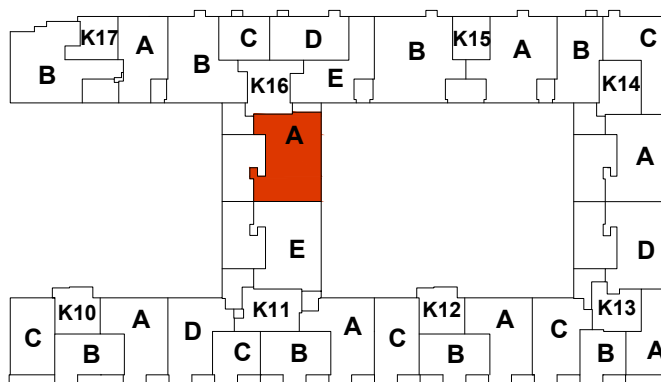 K17 A C D K15 C
B B B A B
K16 E K14
A A
E D
K10 A D K11 A C K12 A C K13
C B C B B B A